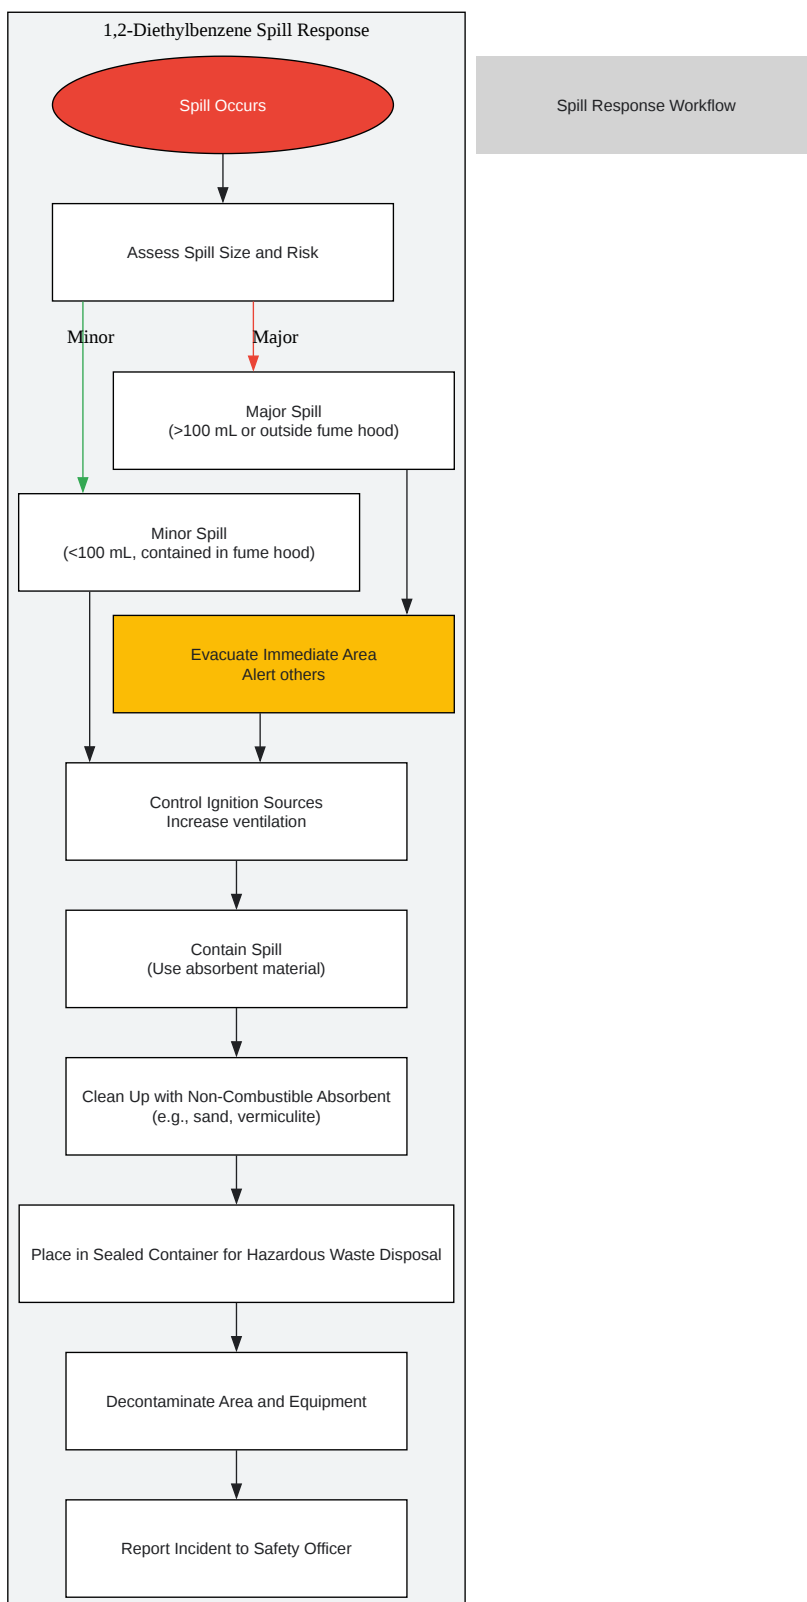 1,2-Diethylbenzene Spill Response
Spill Occurs
Spill Response Workflow
Assess Spill Size and Risk
Minor
Major
Major Spill
(>100 mL or outside fume hood)
Minor Spill
(<100 mL, contained in fume hood)
Evacuate Immediate Area
Alert others
Control Ignition Sources
Increase ventilation
Contain Spill
(Use absorbent material)
Clean Up with Non-Combustible Absorbent
(e.g., sand, vermiculite)
Place in Sealed Container for Hazardous Waste Disposal
Decontaminate Area and Equipment
Report Incident to Safety Officer